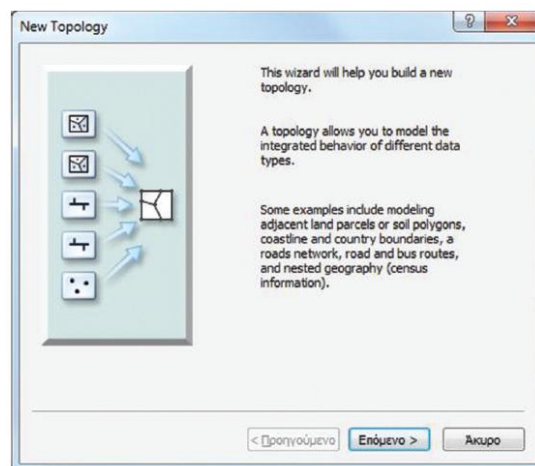 New Topology
This wizard will help you build a new
topology.
A topology allows you to model the
integrated behavior of different data
types.
Some examples include modeling
adjacent land parcels or soil polygons,
coastline and country boundaries, a
roads network, road and bus routes,
and nested geography (census
information).
< Προηγούμενο
Επόμενο >
Άκυρο